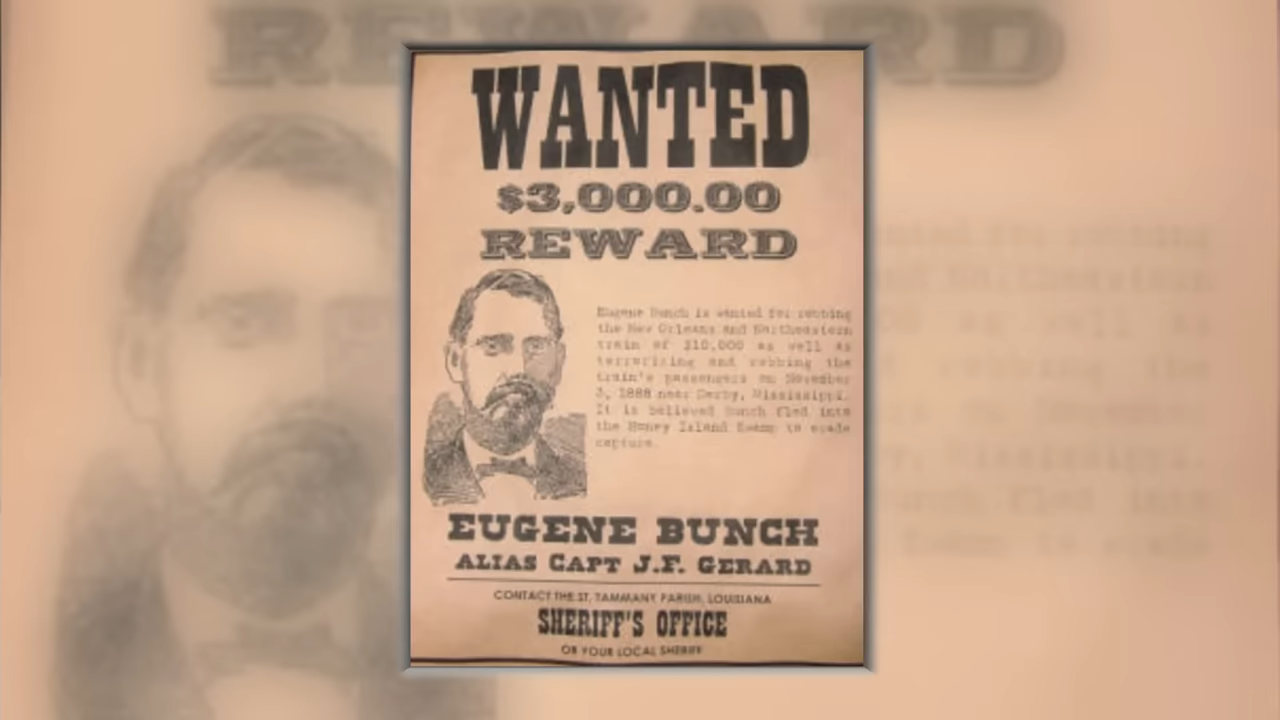 REWARD
WANTED
$3,000.00
REWARD
Eugene Bunch is wanted for robbing
the New Orleans and Northeastern
train of $10,000 as well as
terrorizing and robbing the
train's passengers on November
3, 1888 near Derby, Mississippi.
It is believed Bunch fled into
the Honey Island Swamp to evade
capture.
EUGENE BUNCH
ALIAS CAPT J.F. GERARD
CONTACT THE ST. TAMMANY PARISH, LOUISIANA
SHERIFF'S OFFICE
OR YOUR LOCAL SHERIFF